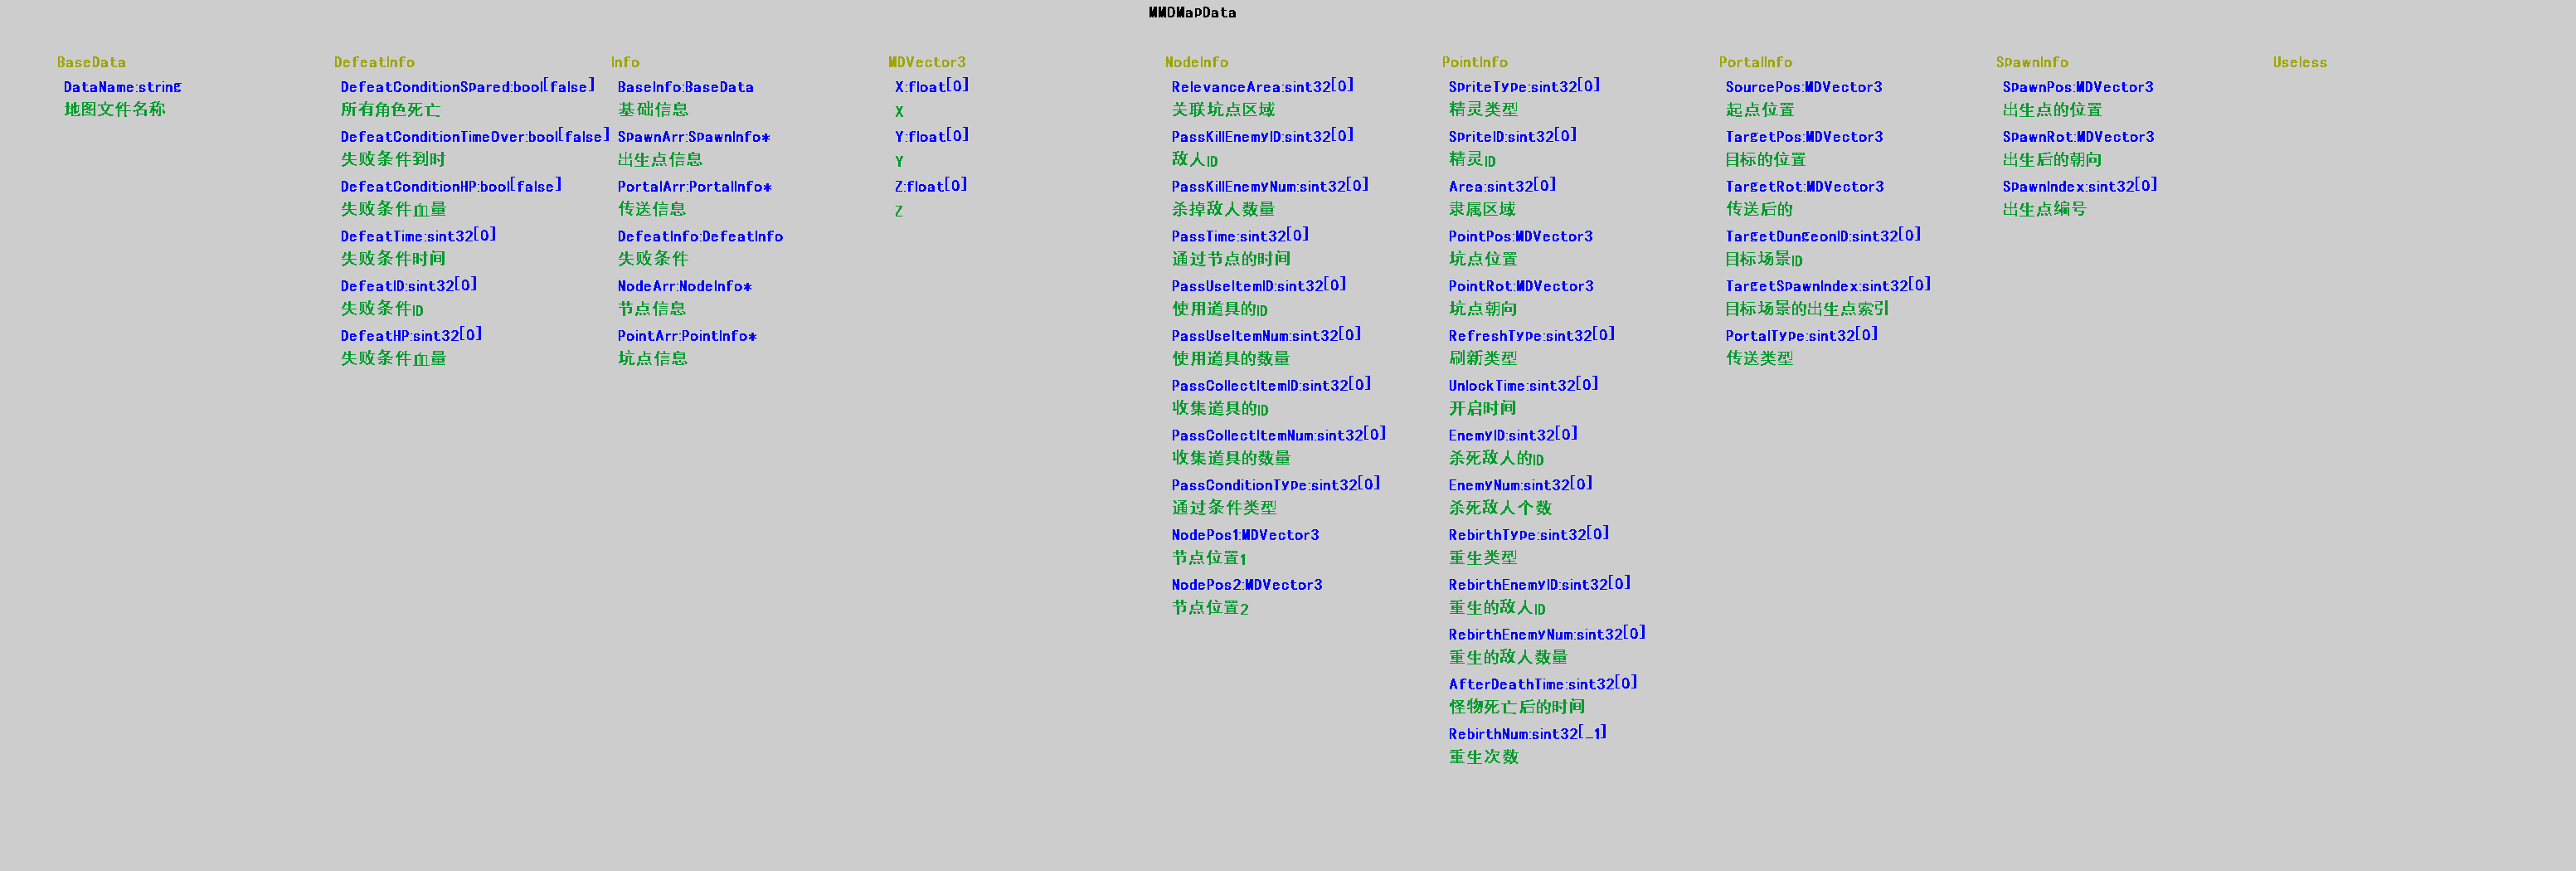 MMOMapData
BaseData
DataName:string
地图文件名称
DefeatInfo
DefeatConditionSpared:bool[false]
所有角色死亡
DefeatConditionTimeOver:bool[false]
失败条件到时
DefeatConditionHP:bool[false]
失败条件血量
DefeatTime:sint32[0]
失败条件时间
DefeatID:sint32[0]
失败条件ID
DefeatHP:sint32[0]
失败条件血量
Info
BaseInfo:BaseData
基础信息
SpawnArr:SpawnInfo*
出生点信息
PortalArr:PortalInfo*
传送信息
DefeatInfo:DefeatInfo
失败条件
NodeArr:NodeInfo*
节点信息
PointArr:PointInfo*
坑点信息
MDVector3
X:float[0]
X
Y:float[0]
Y
Z:float[0]
Z
NodeInfo
RelevanceArea:sint32[0]
关联坑点区域
PassKillEnemyID:sint32[0]
敌人ID
PassKillEnemyNum:sint32[0]
杀掉敌人数量
PassTime:sint32[0]
通过节点的时间
PassUseItemID:sint32[0]
使用道具的ID
PassUseItemNum:sint32[0]
使用道具的数量
PassCollectItemID:sint32[0]
收集道具的ID
PassCollectItemNum:sint32[0]
收集道具的数量
PassConditionType:sint32[0]
通过条件类型
NodePos1:MDVector3
节点位置1
NodePos2:MDVector3
节点位置2
PointInfo
SpriteType:sint32[0]
精灵类型
SpriteID:sint32[0]
精灵ID
Area:sint32[0]
隶属区域
PointPos:MDVector3
坑点位置
PointRot:MDVector3
坑点朝向
RefreshType:sint32[0]
刷新类型
UnlockTime:sint32[0]
开启时间
EnemyID:sint32[0]
杀死敌人的ID
EnemyNum:sint32[0]
杀死敌人个数
RebirthType:sint32[0]
重生类型
RebirthEnemyID:sint32[0]
重生的敌人ID
RebirthEnemyNum:sint32[0]
重生的敌人数量
AfterDeathTime:sint32[0]
怪物死亡后的时间
RebirthNum:sint32[-1]
重生次数
PortalInfo
SourcePos:MDVector3
起点位置
TargetPos:MDVector3
目标的位置
TargetRot:MDVector3
传送后的
TargetDungeonID:sint32[0]
目标场景ID
TargetSpawnIndex:sint32[0]
目标场景的出生点索引
PortalType:sint32[0]
传送类型
SpawnInfo
SpawnPos:MDVector3
出生点的位置
SpawnRot:MDVector3
出生后的朝向
SpawnIndex:sint32[0]
出生点编号
Useless